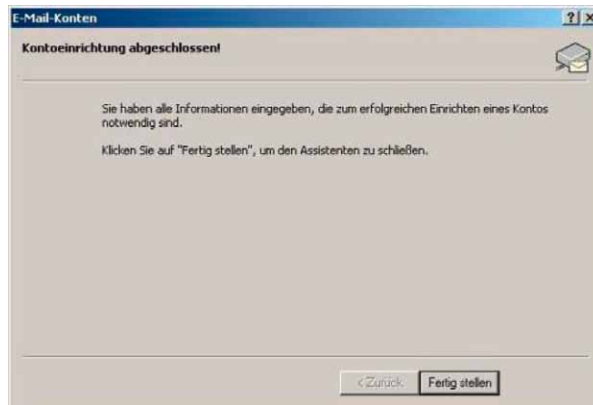 E-Mail-Konten
Kontoeinrichtung abgeschlossen!
Sie haben alle Informationen eingegeben, die zum erfolgreichen Einrichten eines Kontos
notwendig sind.
Klicken Sie auf "Fertig stellen", um den Assistenten zu schließen.
< Zurück
Fertig stellen